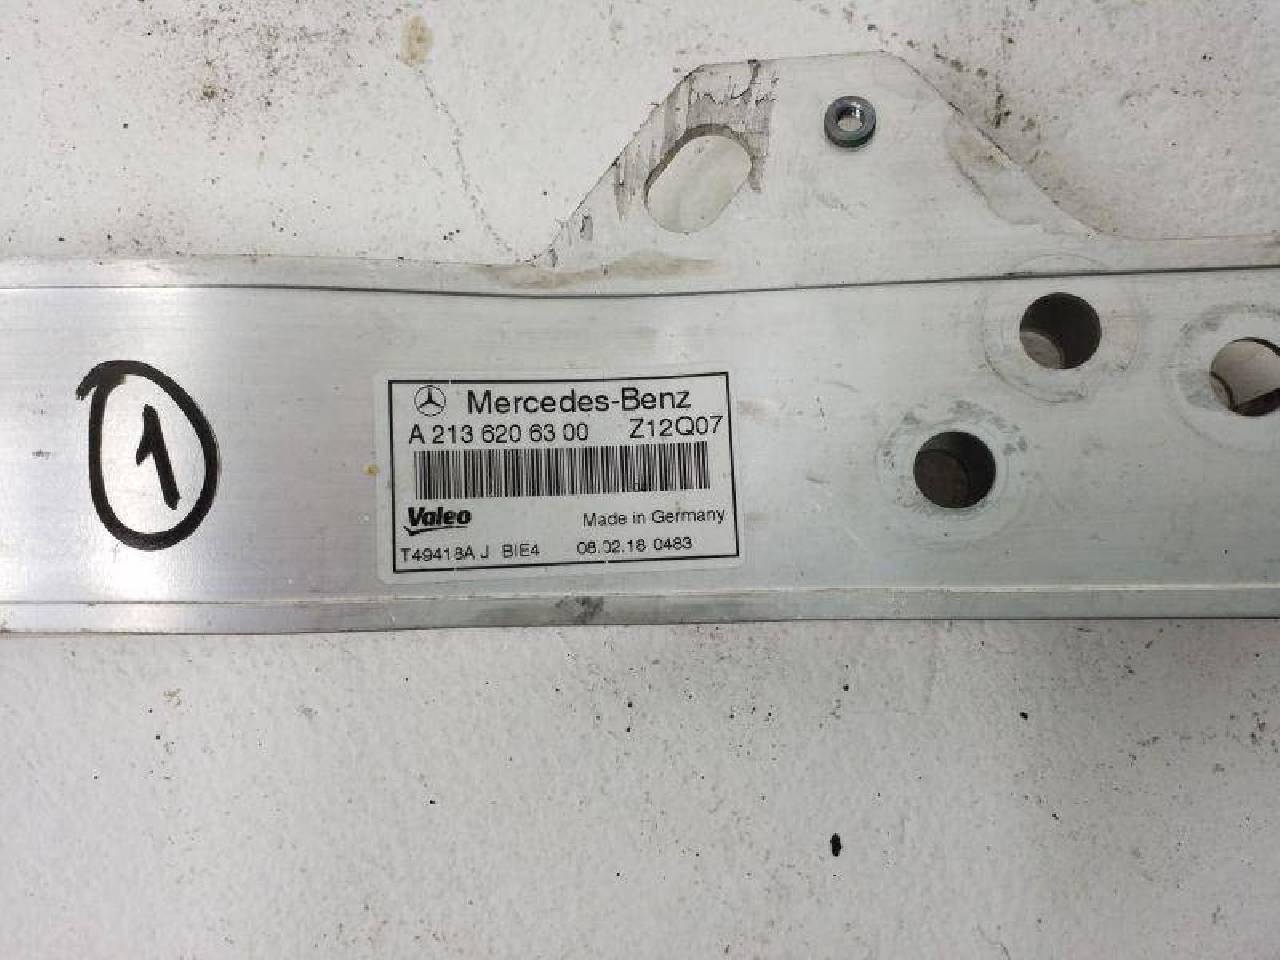 1
Mercedes-Benz
A 213 620 63 00 Z12Q07
Valeo Made in Germany
T49418A J BIE4 08.02.18 0483